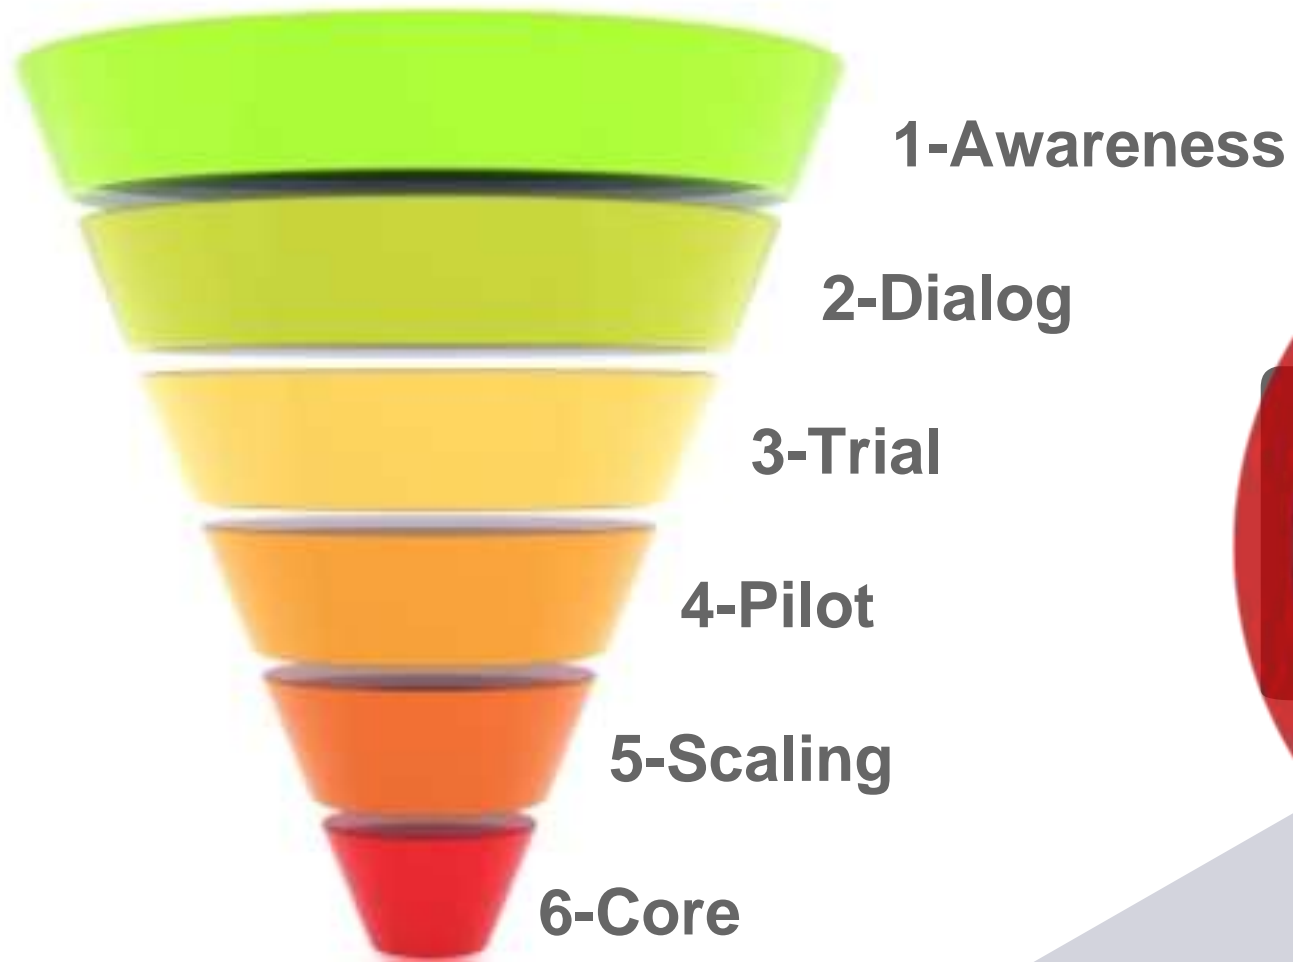 1-Awareness
2-Dialog
3-Trial
4-Pilot
5-Scaling
6-Core